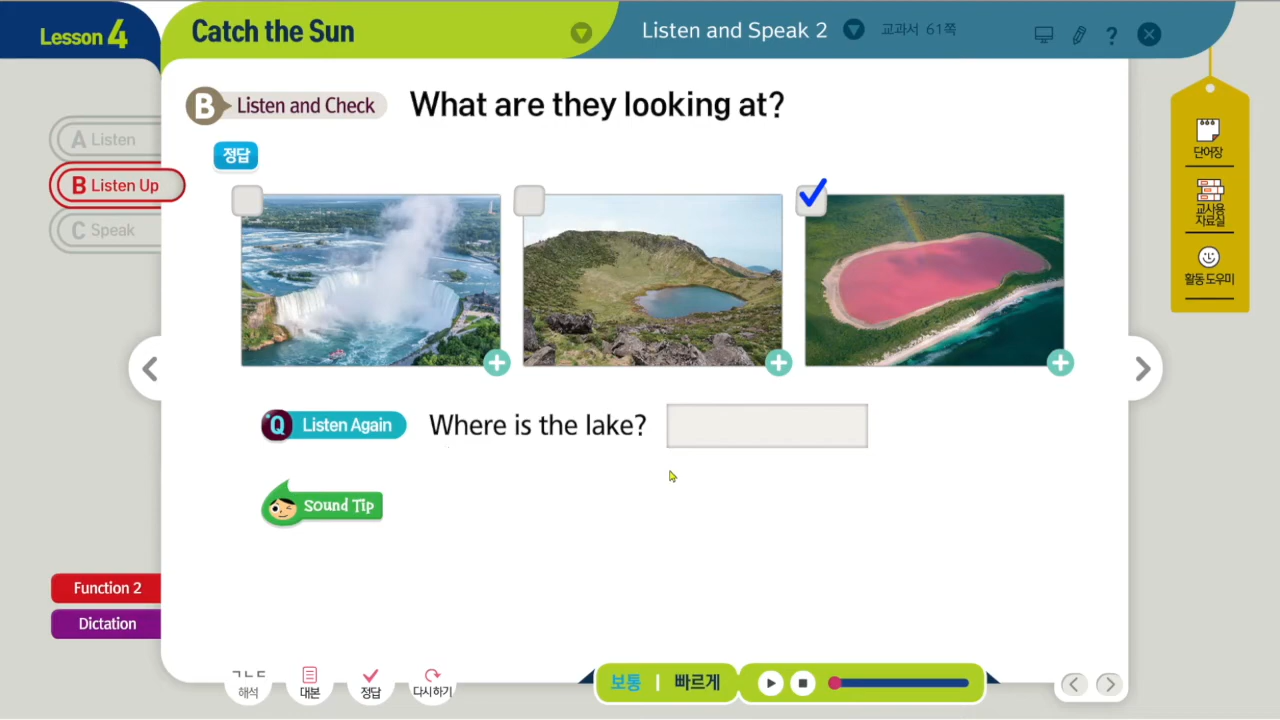 Lesson 4
Catch the Sun
Listen and Speak 2
교과서 61쪽
?
B Listen and Check
What are they looking at?
A Listen
B Listen Up
C Speak
정답
단어장
교사용
자료실
활동 도우미
Q Listen Again
Where is the lake?
Sound Tip
Function 2
Dictation
ㄱㄴㄷ
해석
대본
정답
다시하기
보통 | 빠르게